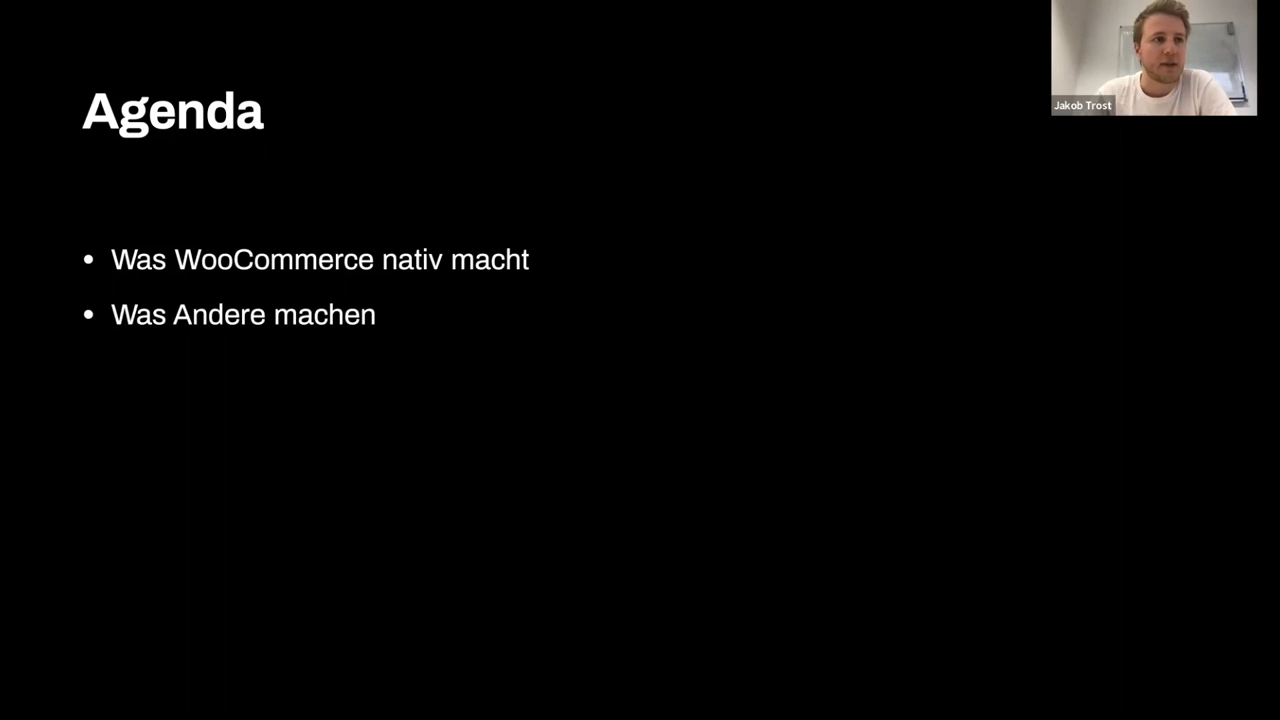 Agenda
Jakob Trost
• Was WooCommerce nativ macht
• Was Andere machen